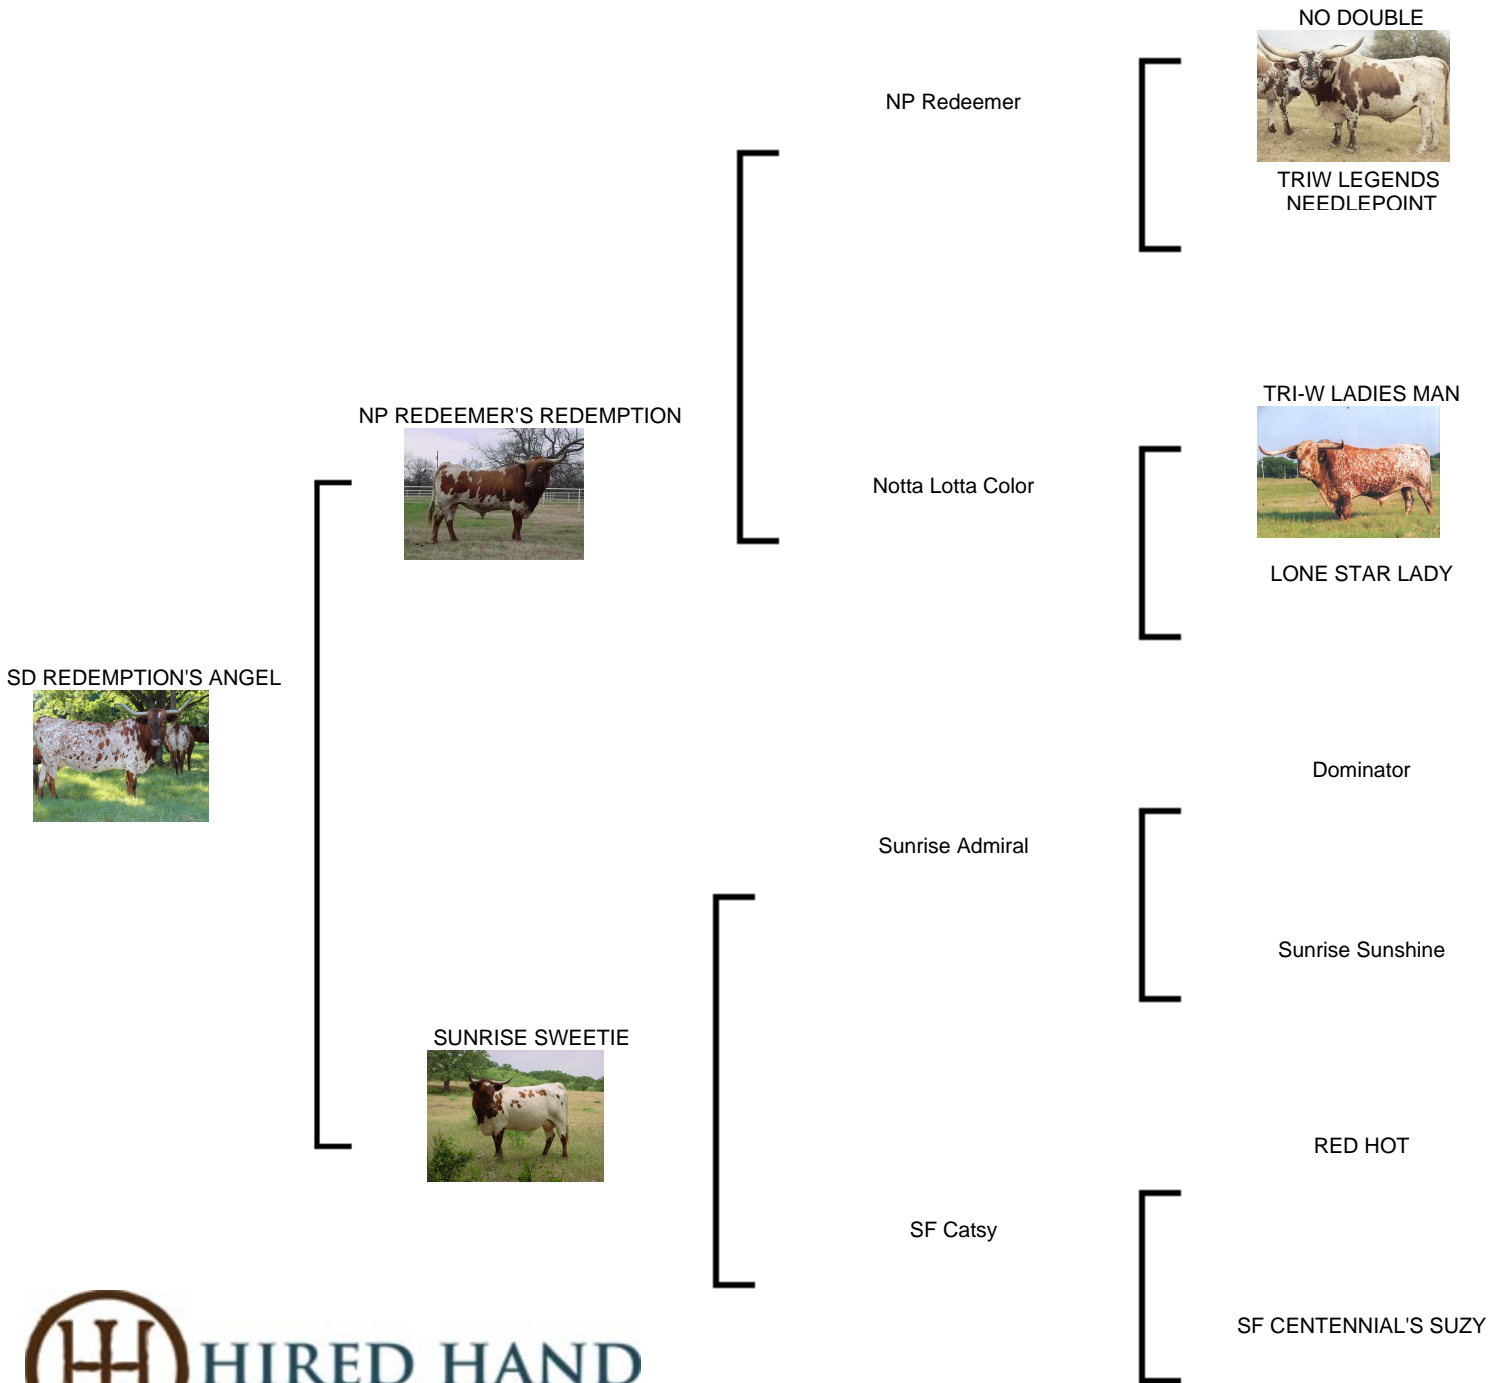 NO DOUBLE
NP Redeemer
TRIW LEGENDS
NEEDLEPOINT
TRI-W LADIES MAN
NP REDEEMER'S REDEMPTION
Notta Lotta Color
LONE STAR LADY
SD REDEMPTION'S ANGEL
Dominator
Sunrise Admiral
Sunrise Sunshine
SUNRISE SWEETIE
RED HOT
SF Catsy
SF CENTENNIAL'S SUZY
HIRED HAND